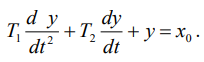 T₁ d y/dt² + T₂ dy/dt + y = x₀.